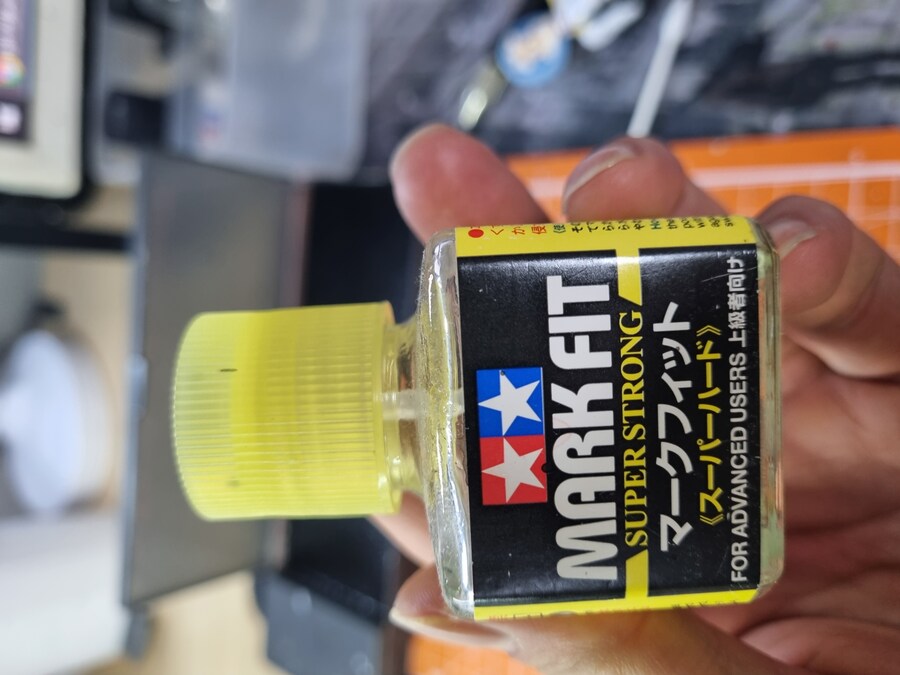 MARK FIT
SUPER STRONG
マークフィット
《スーパーハード》
FOR ADVANCED USERS 上級者向け